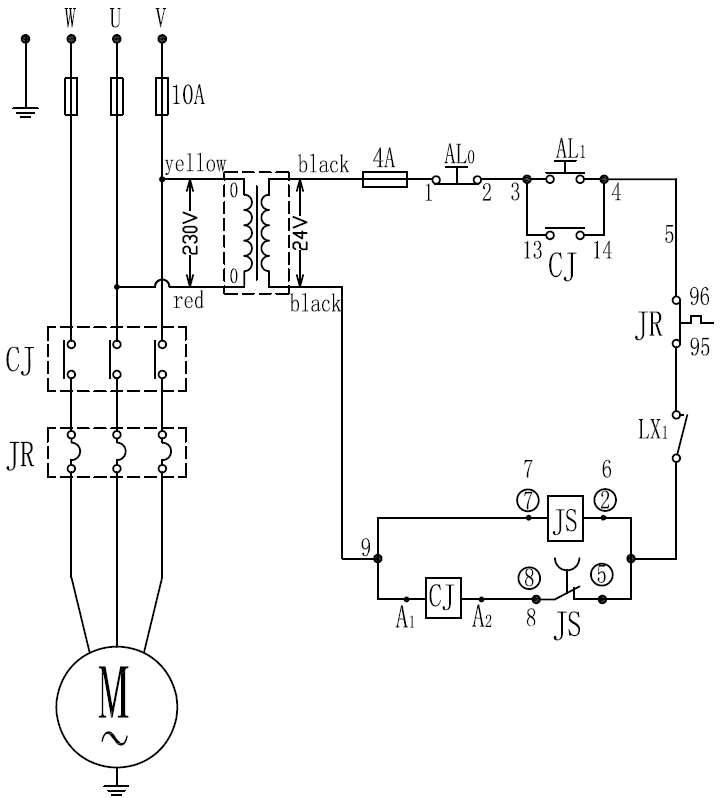 W U V
10A
yellow
black
4A
AL0
AL1
0
1
2
3
4
230V
24V
13
14
CJ
5
0
red
black
96
JR
95
CJ
LX1
JR
7
6
7
JS
2
9
8
5
CJ
A1
A2
8
JS
M
~